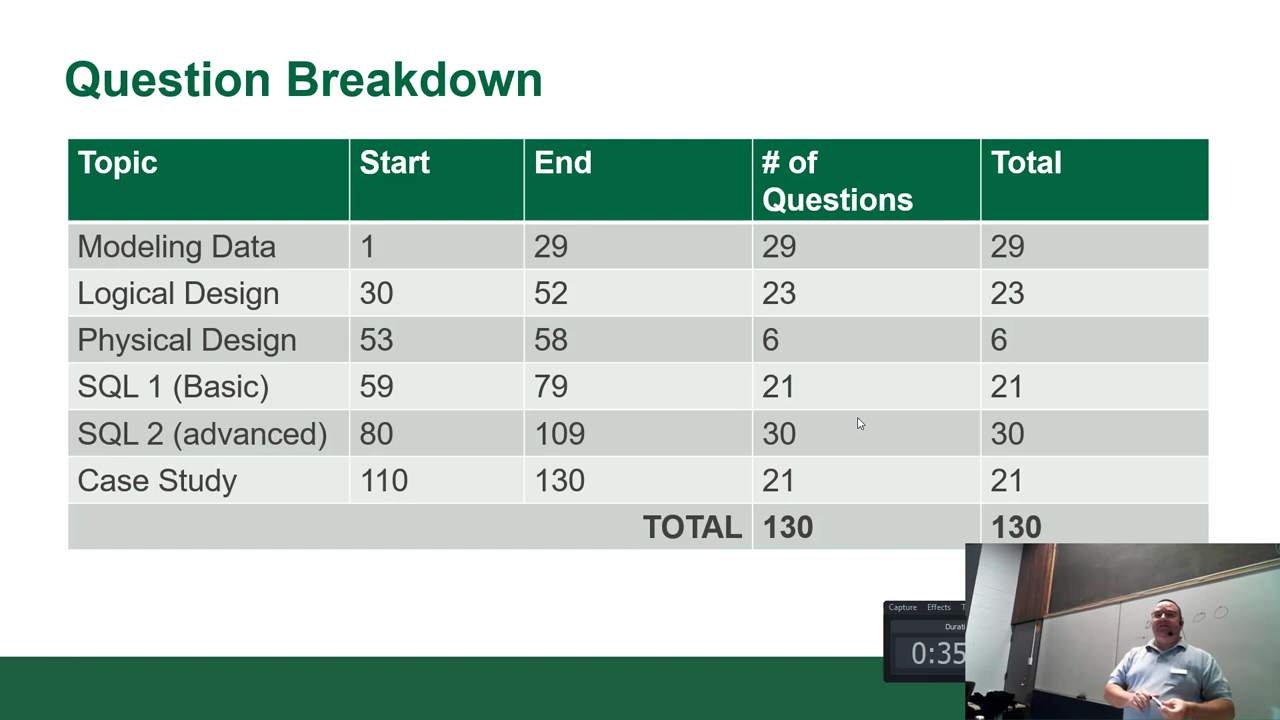 Question Breakdown
Topic Start End # of Questions Total
Modeling Data 1 29 29 29
Logical Design 30 52 23 23
Physical Design 53 58 6 6
SQL 1 (Basic) 59 79 21 21
SQL 2 (advanced) 80 109 30 30
Case Study 110 130 21 21
TOTAL 130 130
Capture Effects
0:35